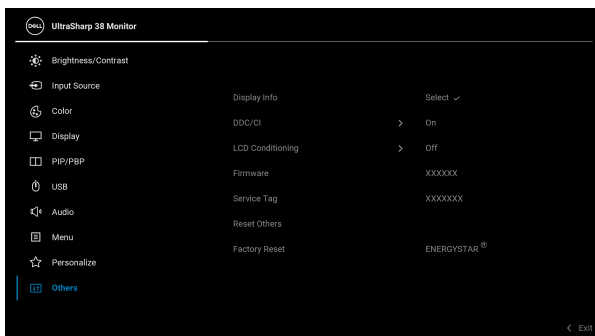 DELL UltraSharp 38 Monitor
Brightness/Contrast
Input Source
Color
Display
PIP/PBP
USB
Audio
Menu
Personalize
Others
Display Info Select ✓
DDC/CI > On
LCD Conditioning > Off
Firmware XXXXXX
Service Tag XXXXXXX
Reset Others
Factory Reset ENERGYSTAR ®
< Exit